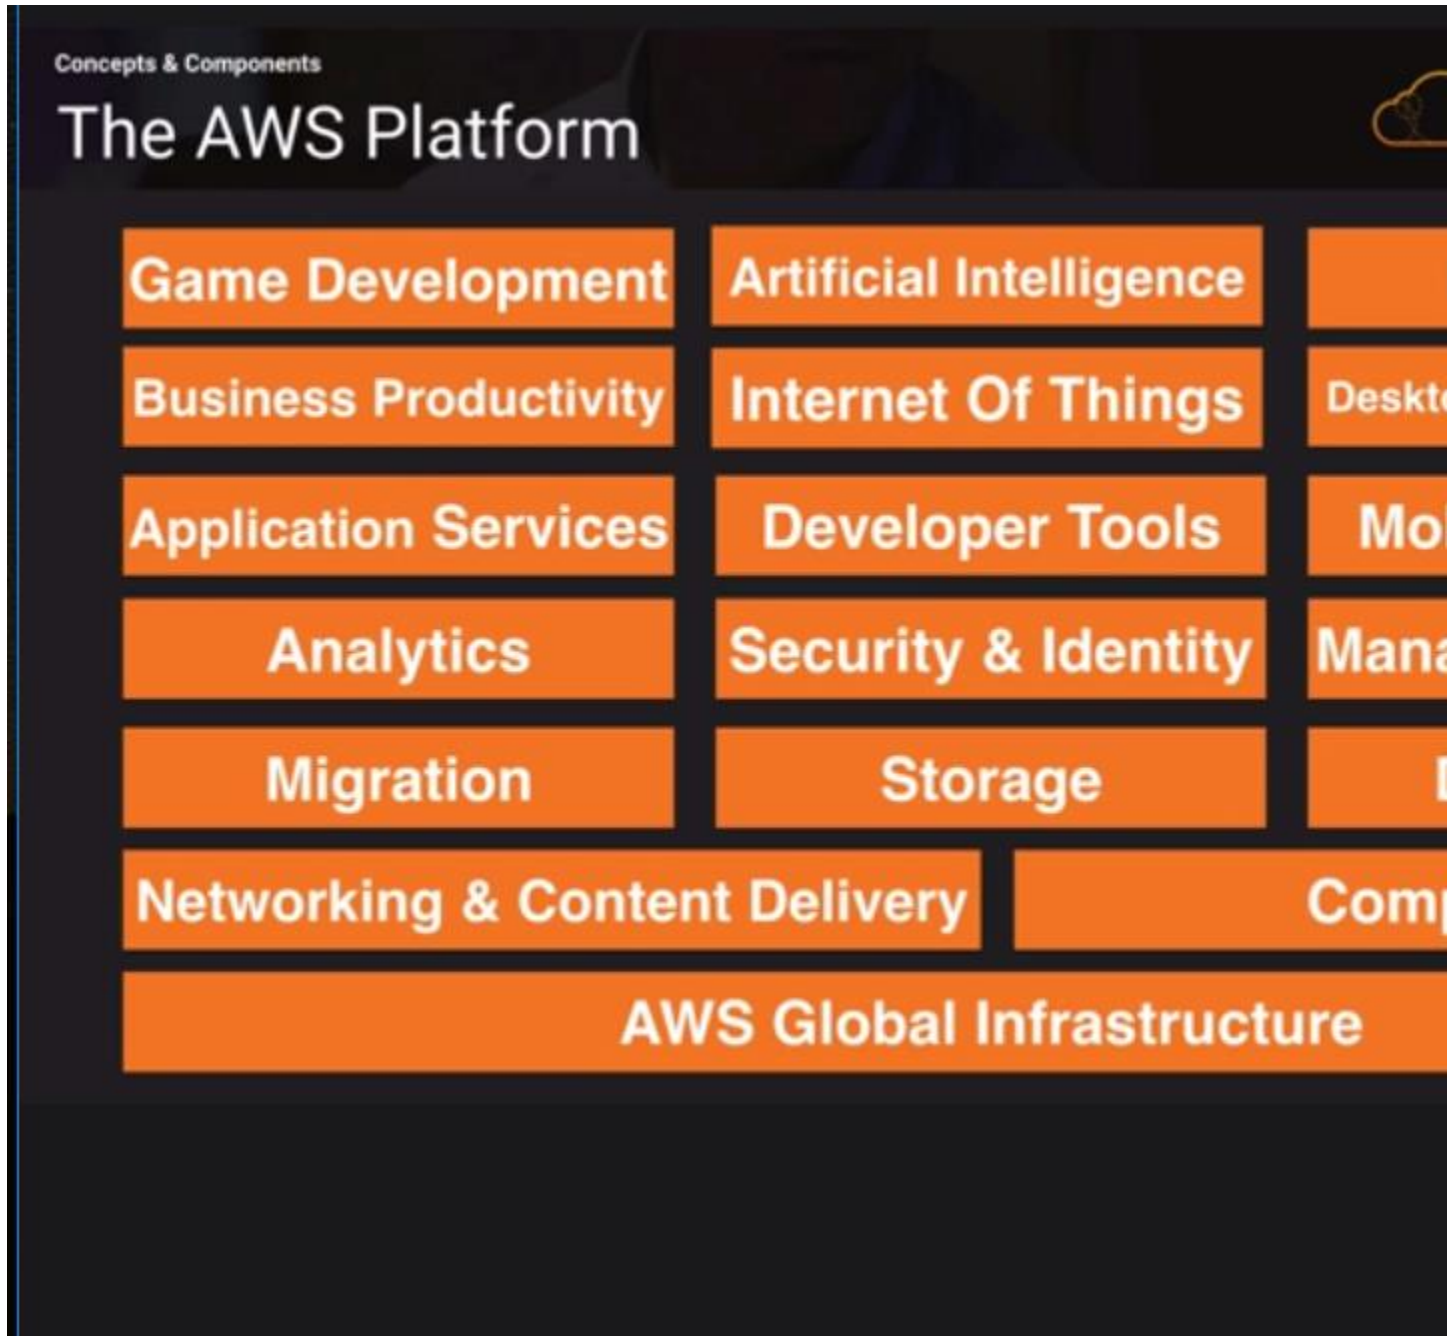 Concepts & Components
The AWS Platform
Game Development Artificial Intelligence
Business Productivity Internet Of Things
Application Services Developer Tools
Analytics Security & Identity
Migration Storage
Networking & Content Delivery
AWS Global Infrastructure